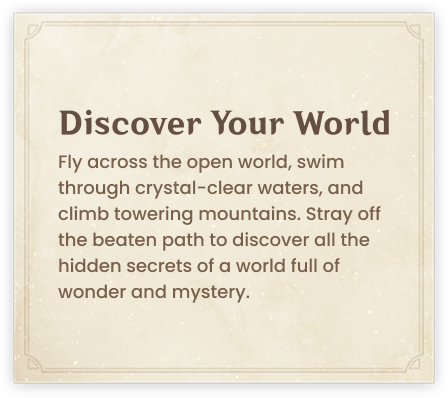 Discover Your World
Fly across the open world, swim
through crystal-clear waters, and
climb towering mountains. Stray off
the beaten path to discover all the
hidden secrets of a world full of
wonder and mystery.